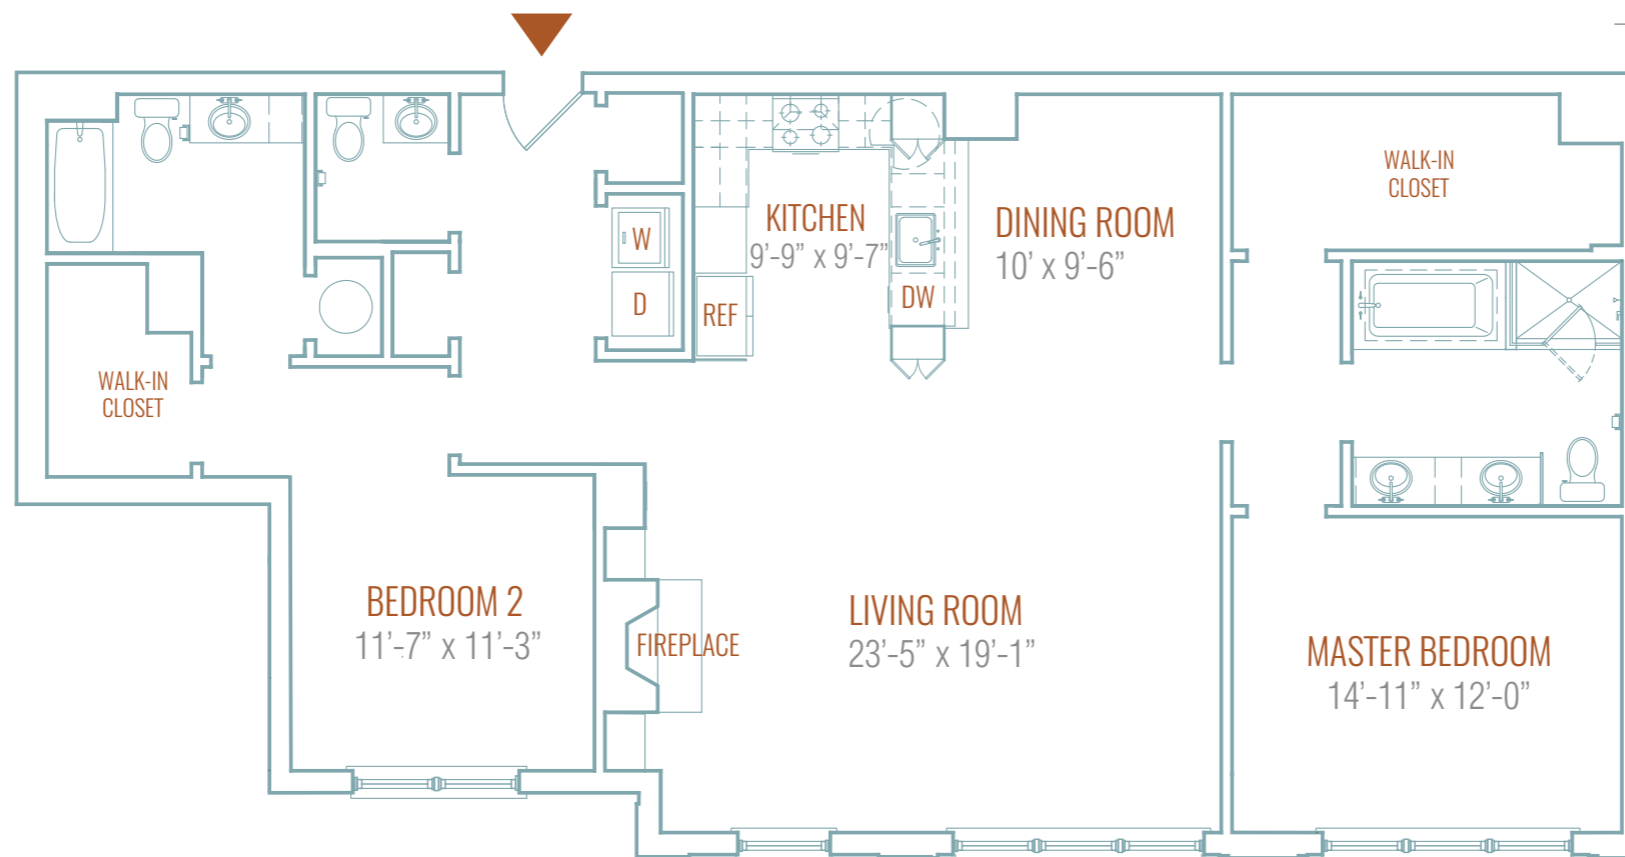 WALK-IN
CLOSET
KITCHEN
9’-9” x 9’-7”
DINING ROOM
10’ x 9’-6”
W
D
REF
DW
WALK-IN
CLOSET
BEDROOM 2
11’-7” x 11’-3”
FIREPLACE
LIVING ROOM
23’-5” x 19’-1”
MASTER BEDROOM
14’-11” x 12’-0”